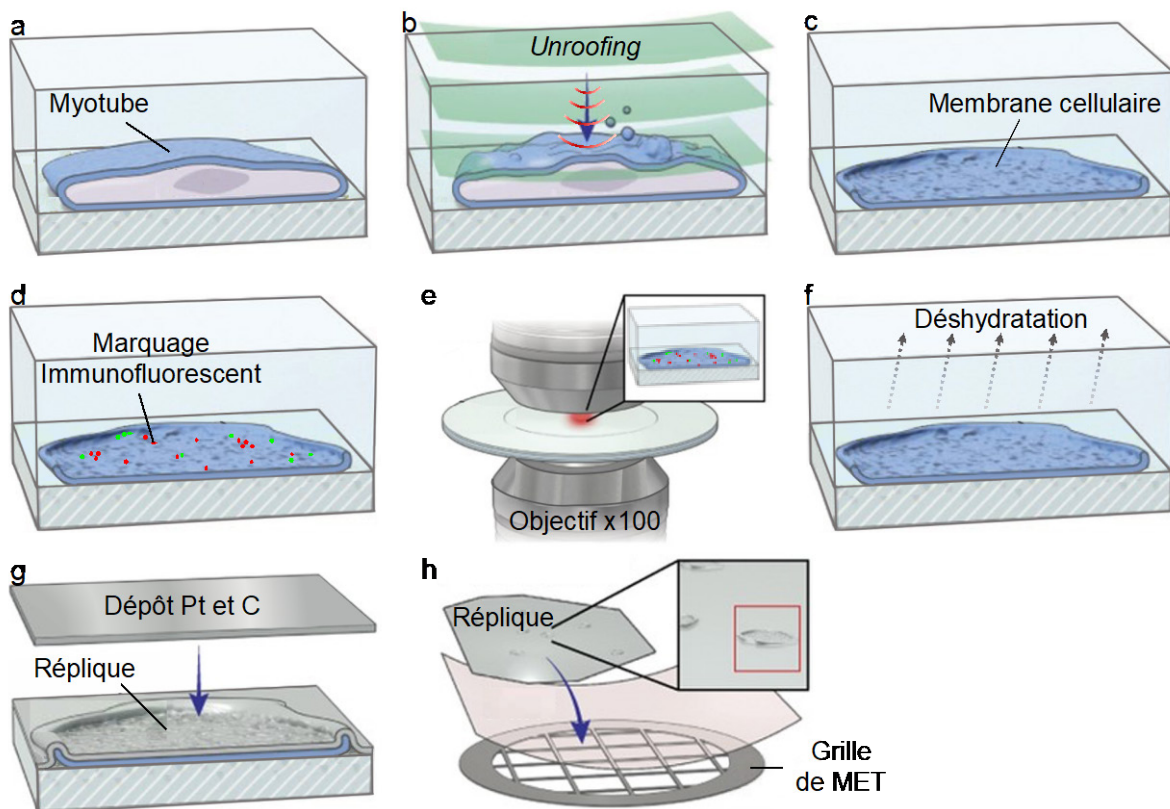 a
Myotube
b
Unroofing
c
Membrane cellulaire
d
Marquage
Immunofluorescent
e
Objectif x100
f
Déshydratation
g
Dépôt Pt et C
Réplique
h
Réplique
Grille
de MET